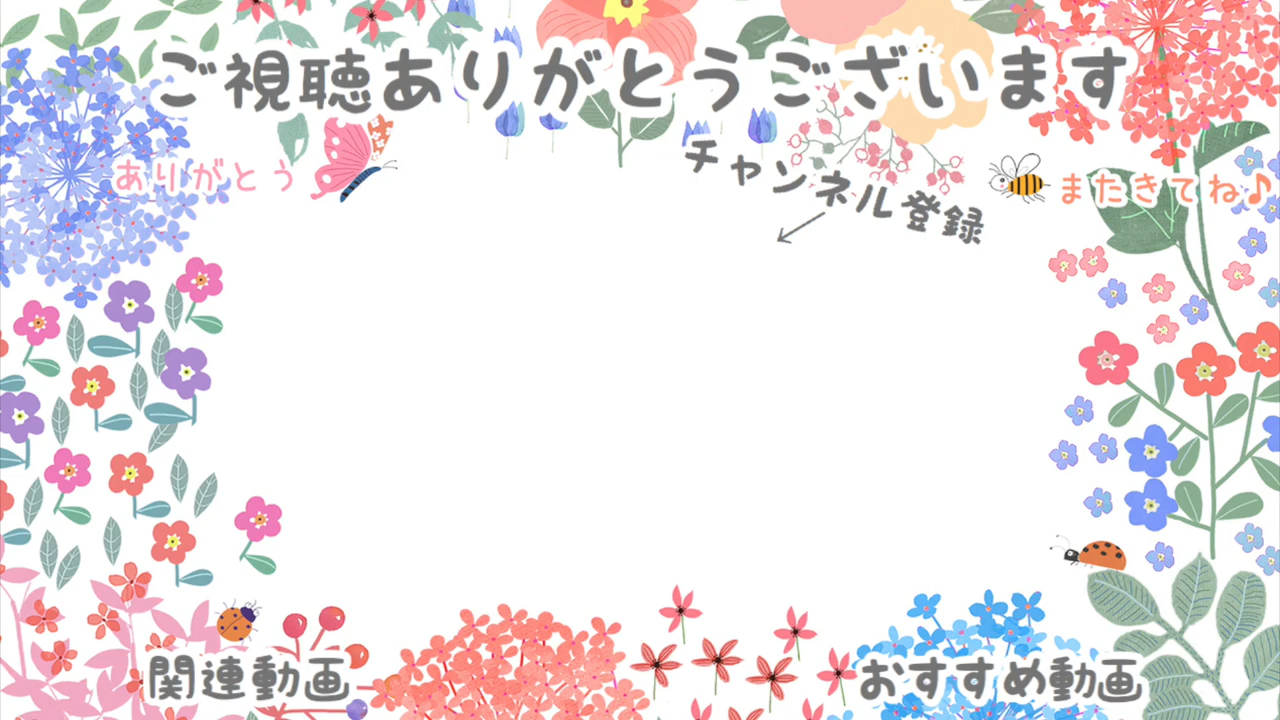 ご視聴ありがとうございます
ありがとう
チャンネル登録
またきてね♪
関連動画
おすすめ動画